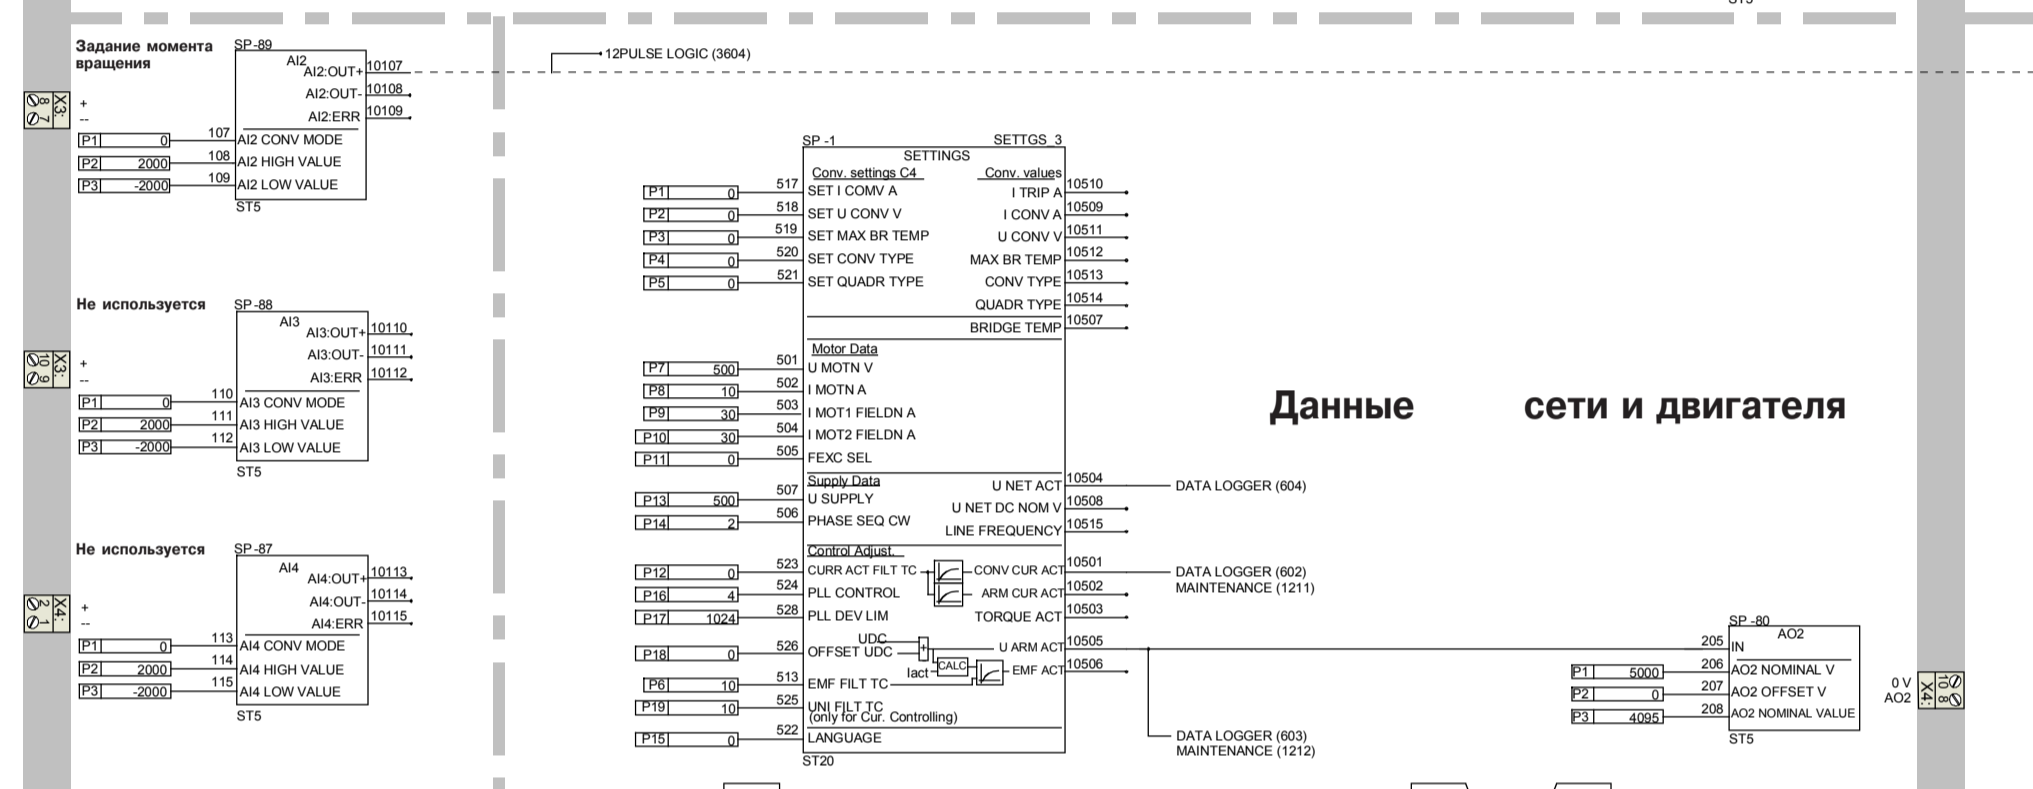 12PULSE LOGIC (3604)
Задание момента
вращения
SP-89
AI2
AI2:OUT+ 10107
AI2:OUT- 10108
AI2:ERR 10109
X3:
8 7
+
--
P1 0 107 AI2 CONV MODE
P2 2000 108 AI2 HIGH VALUE
P3 -2000 109 AI2 LOW VALUE
ST5
Не используется
SP-88
AI3
AI3:OUT+ 10110
AI3:OUT- 10111
AI3:ERR 10112
X3:
10 9
+
--
P1 0 110 AI3 CONV MODE
P2 2000 111 AI3 HIGH VALUE
P3 -2000 112 AI3 LOW VALUE
ST5
Не используется
SP-87
AI4
AI4:OUT+ 10113
AI4:OUT- 10114
AI4:ERR 10115
X4:
2 1
+
--
P1 0 113 AI4 CONV MODE
P2 2000 114 AI4 HIGH VALUE
P3 -2000 115 AI4 LOW VALUE
ST5
SP -1 SETTGS_3
SETTINGS
Conv. settings C4 Conv. values
P1 0 517 SET I COMV A I TRIP A 10510
P2 0 518 SET U CONV V I CONV A 10509
P3 0 519 SET MAX BR TEMP U CONV V 10511
P4 0 520 SET CONV TYPE MAX BR TEMP 10512
P5 0 521 SET QUADR TYPE CONV TYPE 10513
QUADR TYPE 10514
BRIDGE TEMP 10507
Motor Data
P7 500 501 U MOTN V
P8 10 502 I MOTN A
P9 30 503 I MOT1 FIELDN A
P10 30 504 I MOT2 FIELDN A
P11 0 505 FEXC SEL
Supply Data U NET ACT 10504 DATA LOGGER (604)
P13 500 507 U SUPPLY U NET DC NOM V 10508
P14 2 506 PHASE SEQ CW LINE FREQUENCY 10515
Control Adjust.
P12 0 523 CURR ACT FILT TC CONV CUR ACT 10501 DATA LOGGER (602)
MAINTENANCE (1211)
P16 4 524 PLL CONTROL ARM CUR ACT 10502
P17 1024 528 PLL DEV LIM TORQUE ACT 10503
UDC + U ARM ACT 10505
P18 0 526 OFFSET UDC
Iact CALC EMF ACT 10506
P6 10 513 EMF FILT TC
P19 10 525 UNI FILT TC
(only for Cur. Controlling)
P15 0 522 LANGUAGE
ST20
DATA LOGGER (603)
MAINTENANCE (1212)
Данные сети и двигателя
SP -80
AO2
205 IN
P1 5000 206 AO2 NOMINAL V
P2 0 207 AO2 OFFSET V
P3 4095 208 AO2 NOMINAL VALUE
ST5
0 V
AO2
X4:
10 8